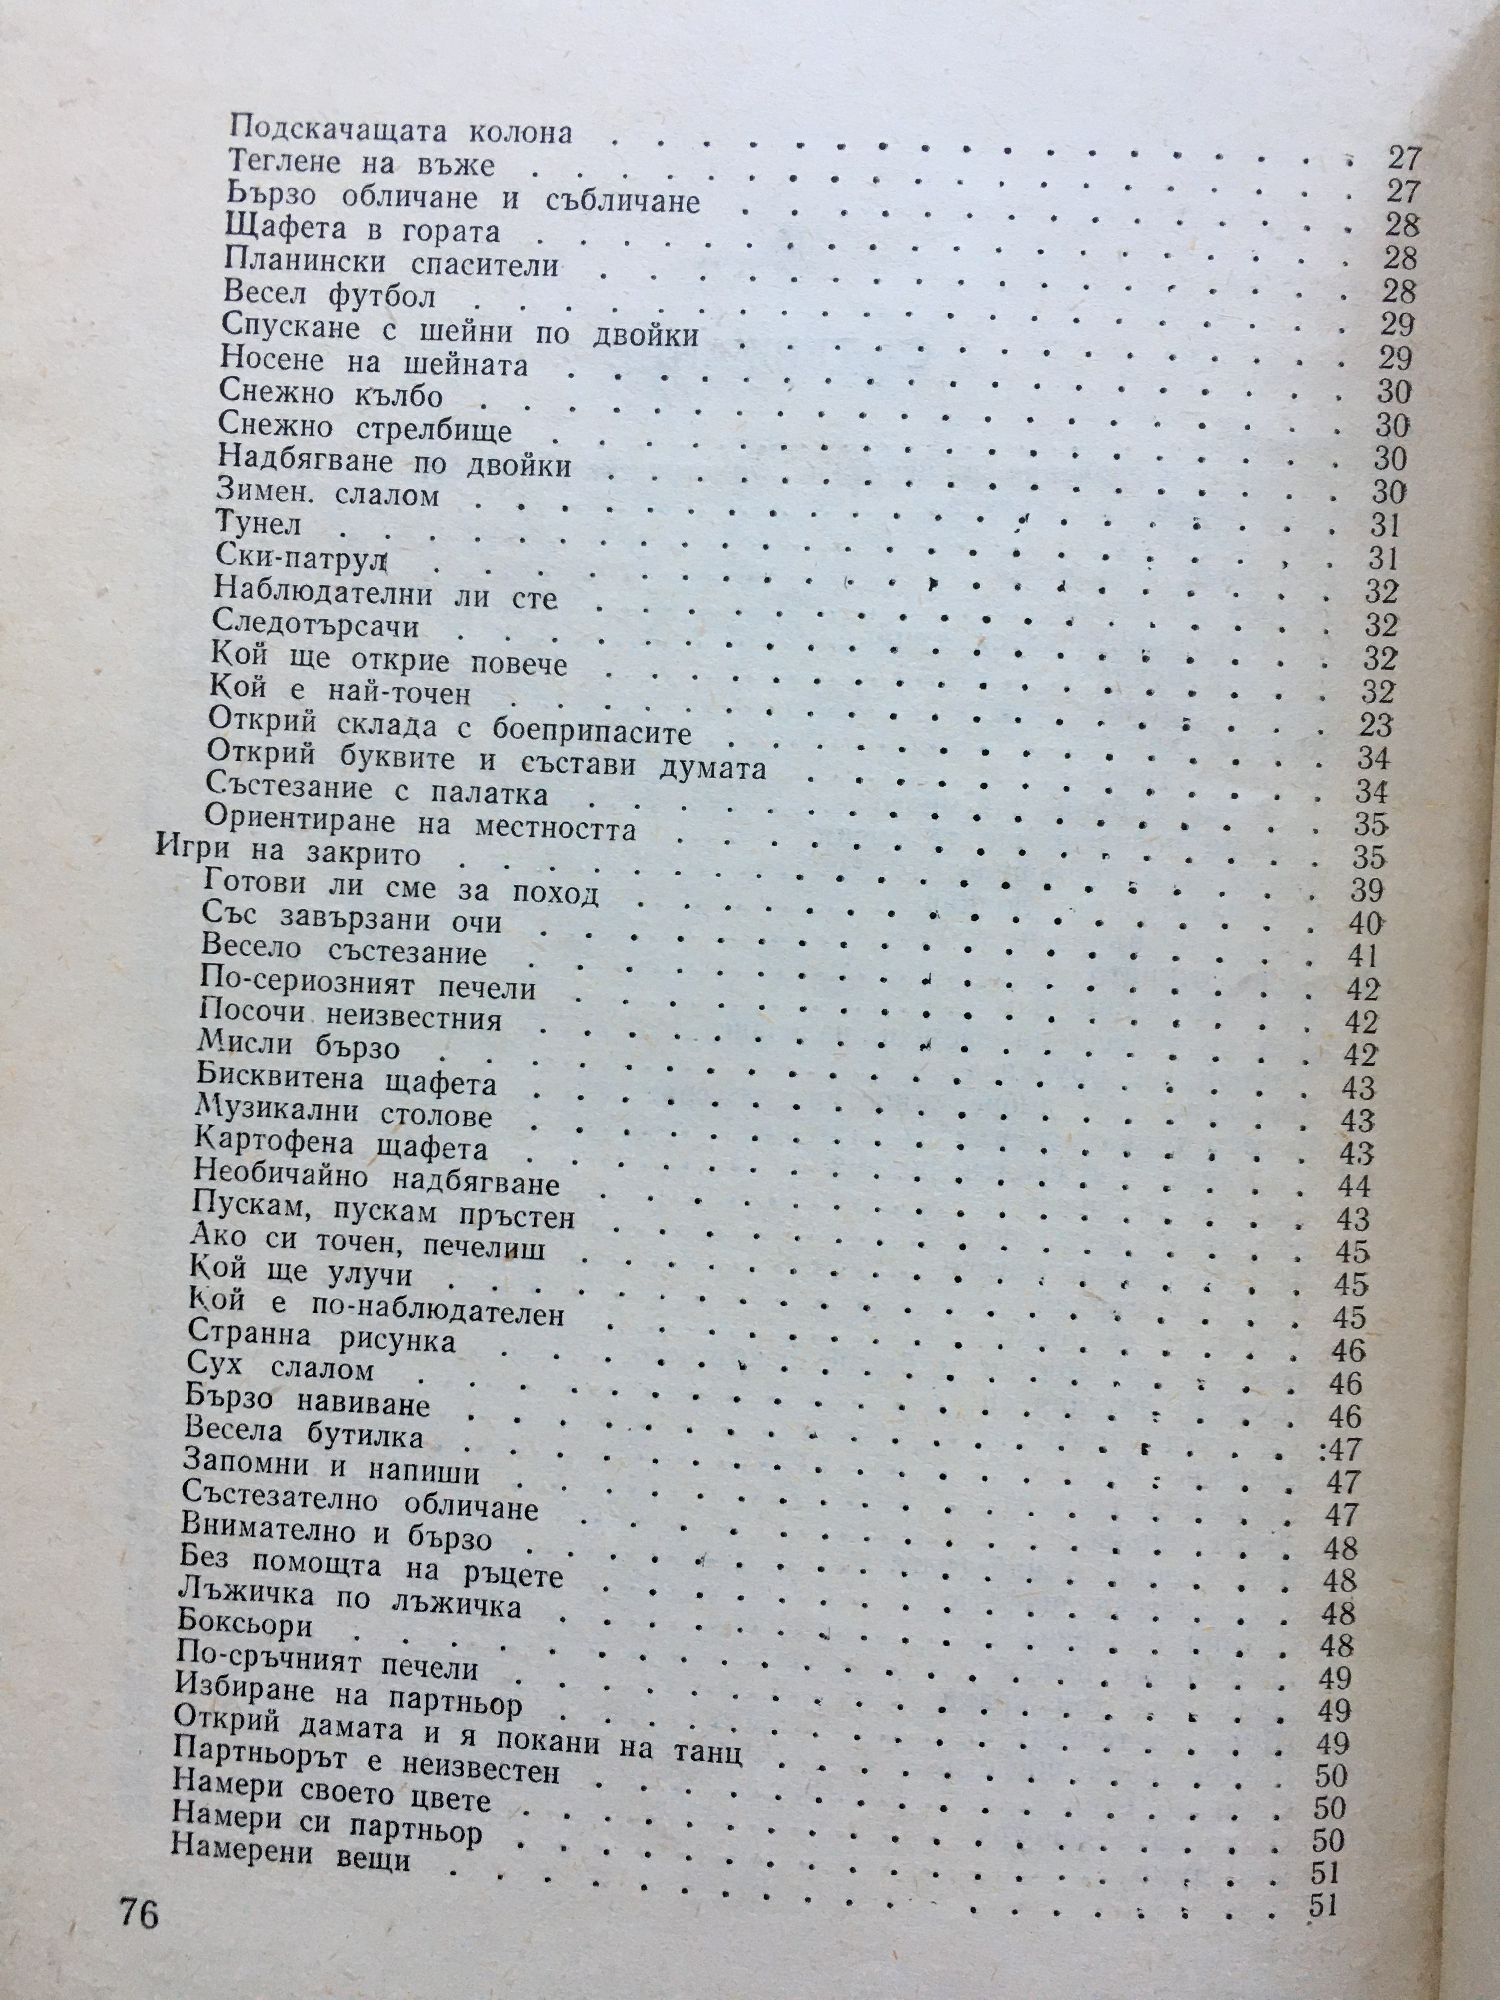 Подскачащата колона . . . . . . . . . . . . . . . . . 27
Теглене на въже . . . . . . . . . . . . . . . . . . . 27
Бързо обличане и събличане . . . . . . . . . . . . . . 28
Щафета в гората . . . . . . . . . . . . . . . . . . . 28
Планински спасители . . . . . . . . . . . . . . . . . 28
Весел футбол . . . . . . . . . . . . . . . . . . . . 29
Спускане с шейни по двойки . . . . . . . . . . . . . . 29
Носене на шейната . . . . . . . . . . . . . . . . . . 30
Снежно кълбо . . . . . . . . . . . . . . . . . . . . 30
Снежно стрелбище . . . . . . . . . . . . . . . . . . 30
Надбягване по двойки . . . . . . . . . . . . . . . . . 30
Зимен. слалом . . . . . . . . . . . . . . . . . . . . 31
Тунел . . . . . . . . . . . . . . . . . . . . . . . 31
Ски-патрул . . . . . . . . . . . . . . . . . . . . . 32
Наблюдателни ли сте . . . . . . . . . . . . . . . . . 32
Следотърсачи . . . . . . . . . . . . . . . . . . . . 32
Кой ще открие повече . . . . . . . . . . . . . . . . . 32
Кой е най-точен . . . . . . . . . . . . . . . . . . . 23
Открий склада с боеприпасите . . . . . . . . . . . . . 34
Открий буквите и състави думата . . . . . . . . . . . . 34
Състезание с палатка . . . . . . . . . . . . . . . . . 35
Ориентиране на местността . . . . . . . . . . . . . . . 35
Игри на закрито . . . . . . . . . . . . . . . . . . . 39
Готови ли сме за поход . . . . . . . . . . . . . . . . 40
Със завързани очи . . . . . . . . . . . . . . . . . . 41
Весело състезание . . . . . . . . . . . . . . . . . . 42
По-сериозният печели . . . . . . . . . . . . . . . . . 42
Посочи неизвестния . . . . . . . . . . . . . . . . . . 42
Мисли бързо . . . . . . . . . . . . . . . . . . . . 43
Бисквитена щафета . . . . . . . . . . . . . . . . . . 43
Музикални столове . . . . . . . . . . . . . . . . . . 43
Картофена щафета . . . . . . . . . . . . . . . . . . 44
Необичайно надбягване . . . . . . . . . . . . . . . . 43
Пускам, пускам пръстен . . . . . . . . . . . . . . . . 45
Ако си точен, печелиш . . . . . . . . . . . . . . . . 45
Кой ще улучи . . . . . . . . . . . . . . . . . . . . 45
Кой е по-наблюдателен . . . . . . . . . . . . . . . . 46
Странна рисунка . . . . . . . . . . . . . . . . . . . 46
Сух слалом . . . . . . . . . . . . . . . . . . . . . 46
Бързо навиване . . . . . . . . . . . . . . . . . . . :47
Весела бутилка . . . . . . . . . . . . . . . . . . . 47
Запомни и напиши . . . . . . . . . . . . . . . . . . 47
Състезателно обличане . . . . . . . . . . . . . . . . 48
Внимателно и бързо . . . . . . . . . . . . . . . . . . 48
Без помощта на ръцете . . . . . . . . . . . . . . . . 48
Лъжичка по лъжичка . . . . . . . . . . . . . . . . . . 48
Боксьори . . . . . . . . . . . . . . . . . . . . . 49
По-сръчният печели . . . . . . . . . . . . . . . . . . 49
Избиране на партньор . . . . . . . . . . . . . . . . . 49
Открий дамата и я покани на танц . . . . . . . . . . . . 50
Партньорът е неизвестен . . . . . . . . . . . . . . . . 50
Намери своето цвете . . . . . . . . . . . . . . . . . 50
Намери си партньор . . . . . . . . . . . . . . . . . . 51
Намерени вещи . . . . . . . . . . . . . . . . . . . 51
76